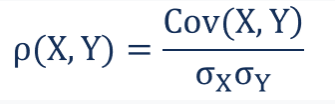 ρ(X, Y) = Cov(X, Y) / σXσY